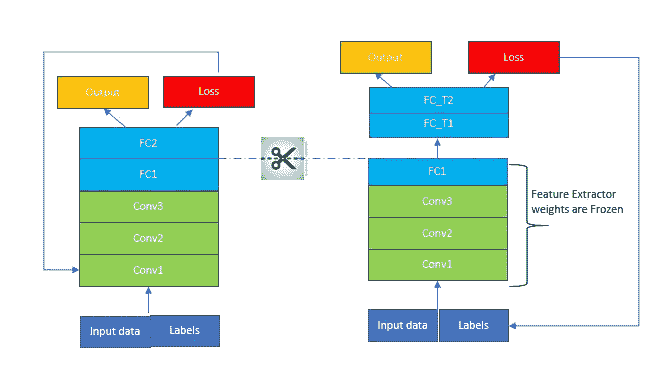 Output
Loss
FC2
FC1
Conv3
Conv2
Conv1
Input data
Labels
Output
Loss
FC_T2
FC_T1
FC1
Conv3
Conv2
Conv1
Input data
Labels
Feature Extractor
weights are Frozen